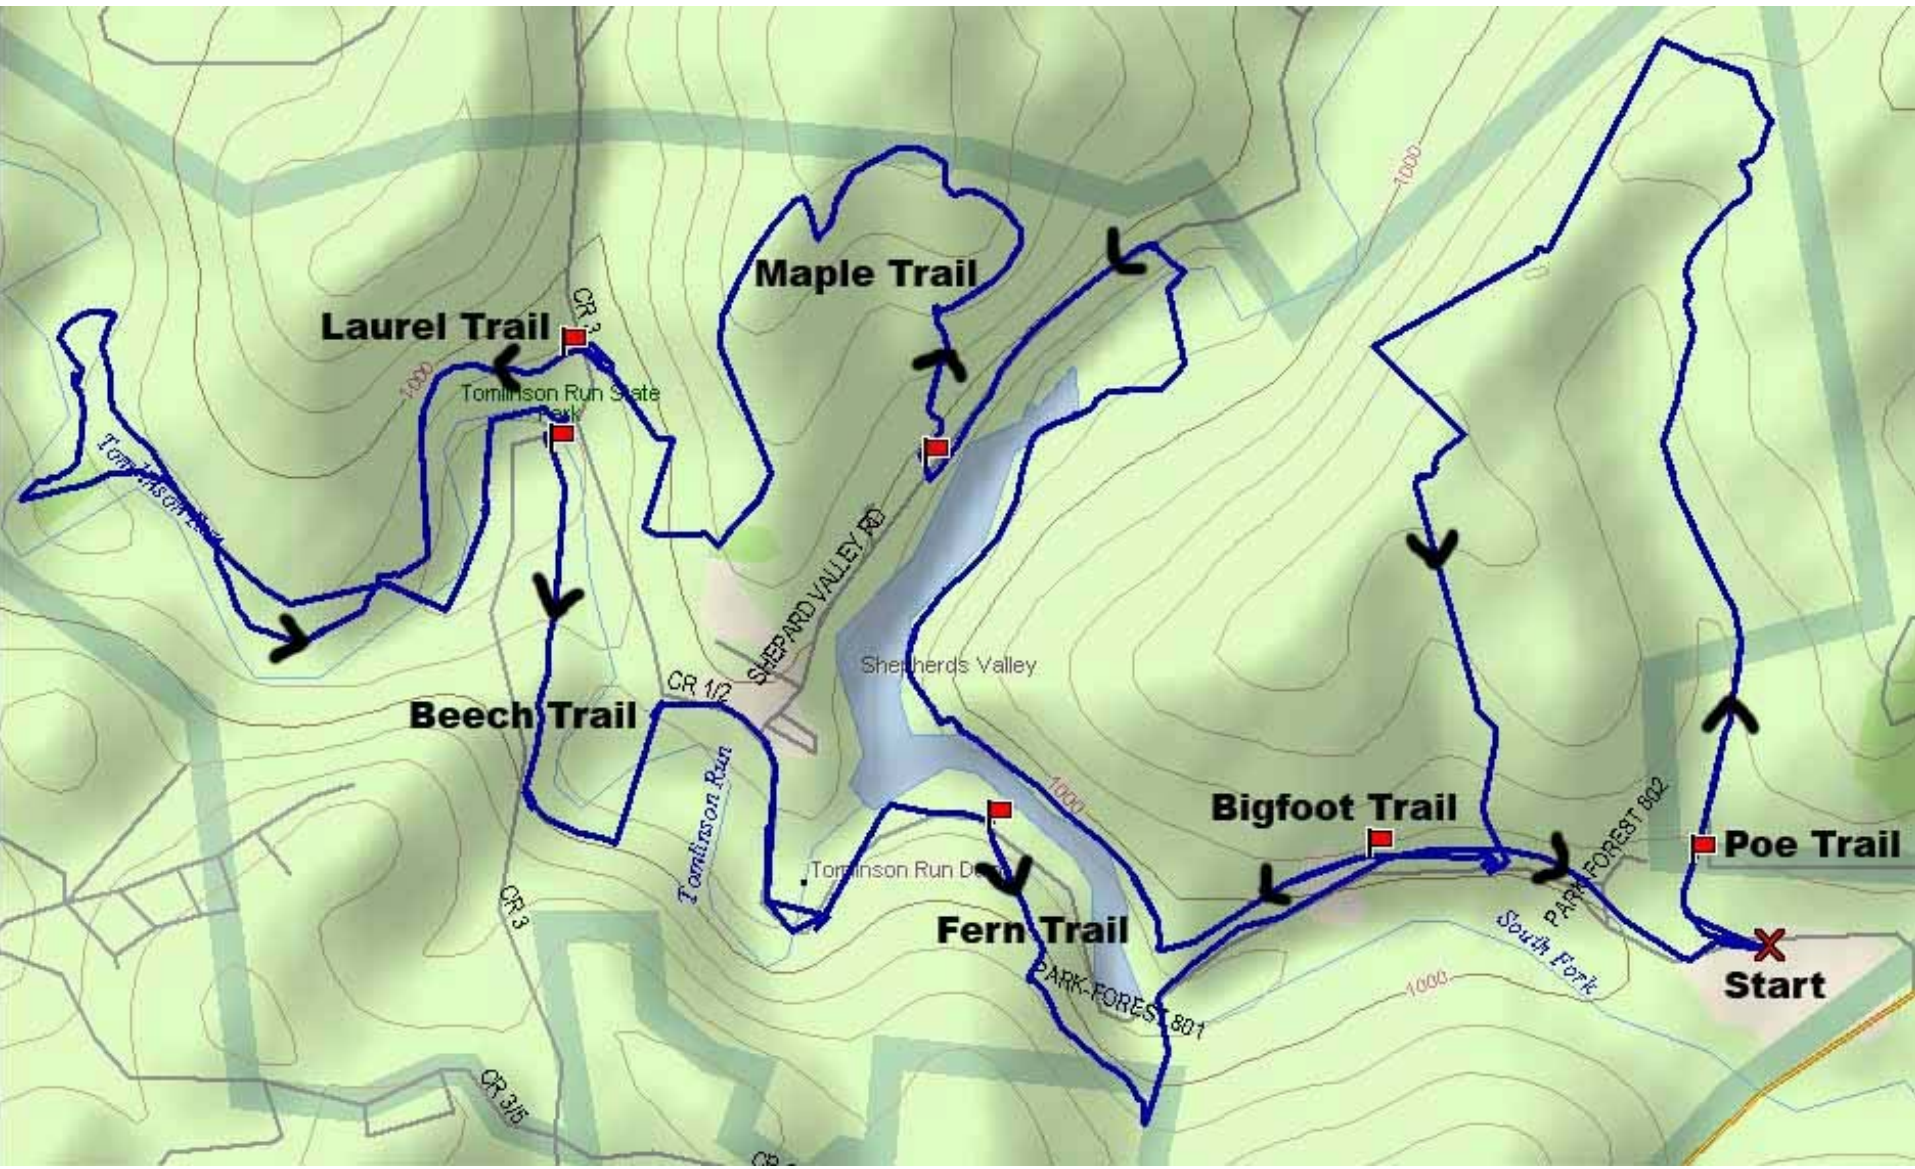 1000
Maple Trail
CR 3
Laurel Trail
1000
Tomlinson Run State
Park
Tomlinson Run
SHEPARD VALLEY RD
Shepherds Valley
CR 1/2
Beech Trail
Tomlinson Run
1000
Bigfoot Trail
PARK-FOREST 802
Poe Trail
Tomlinson Run
CR 3
Fern Trail
South Fork
PARK-FOREST 801
1000
Start
CR 3/5